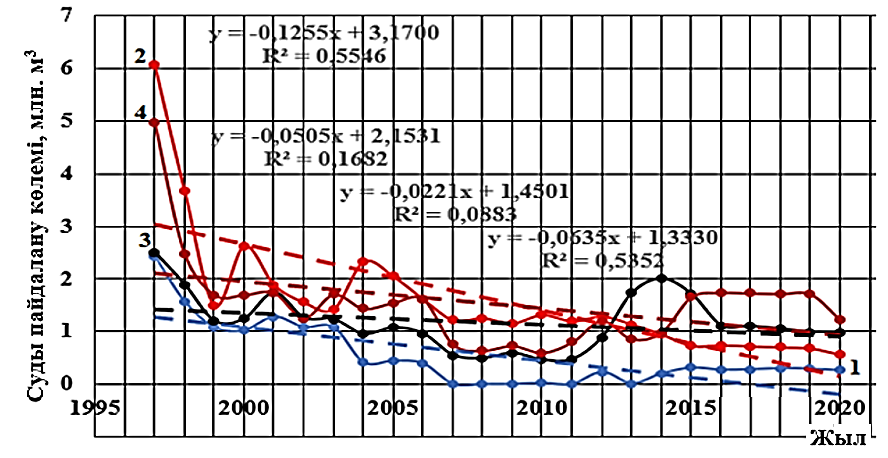 Суды пайдалану көлемі, млн. м³
7
y = -0,1255x + 3,1700
R² = 0.5546
6
2
5
4
y = -0,0505x + 2,1531
R² = 0,1682
4
y = -0,0221x + 1,4501
R² = 0,0883
3
y = -0,0635x + 1,3330
R² = 0,5352
3
2
1
0
1
1995 2000 2005 2010 2015 2020
Жыл